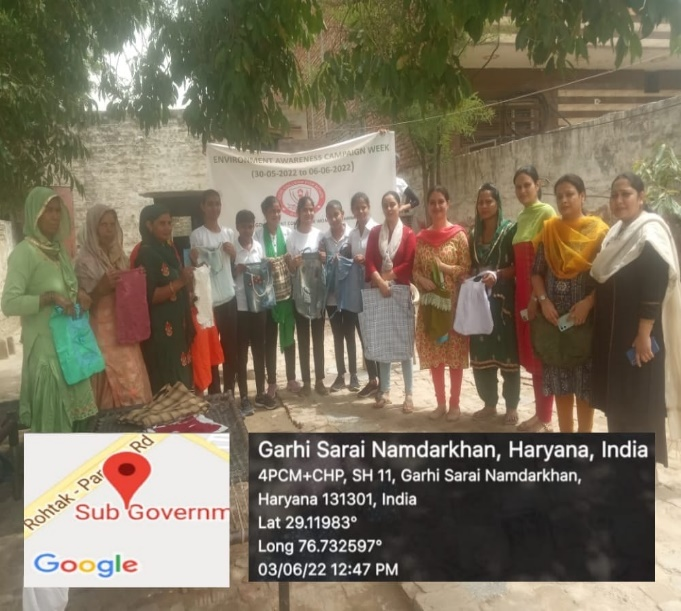 ENVIRONMENT AWARENESS CAMPAIGN WEEK
(30-05-2022 to 06-06-2022)
Rohtak - Pa
Rd
Sub Governm
Google
Garhi Sarai Namdarkhan, Haryana, India
4PCM+CHP, SH 11, Garhi Sarai Namdarkhan,
Haryana 131301, India
Lat 29.11983°
Long 76.732597°
03/06/22 12:47 PM